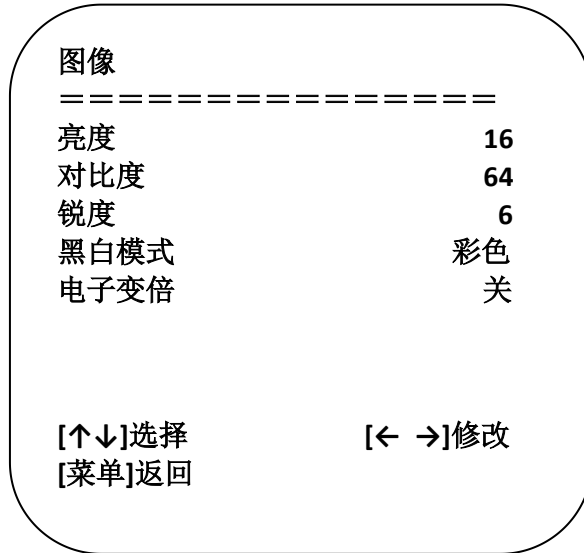 图像
===============
亮度 16
对比度 64
锐度 6
黑白模式 彩色
电子变倍 关
[↑↓]选择 [← →]修改
[菜单]返回